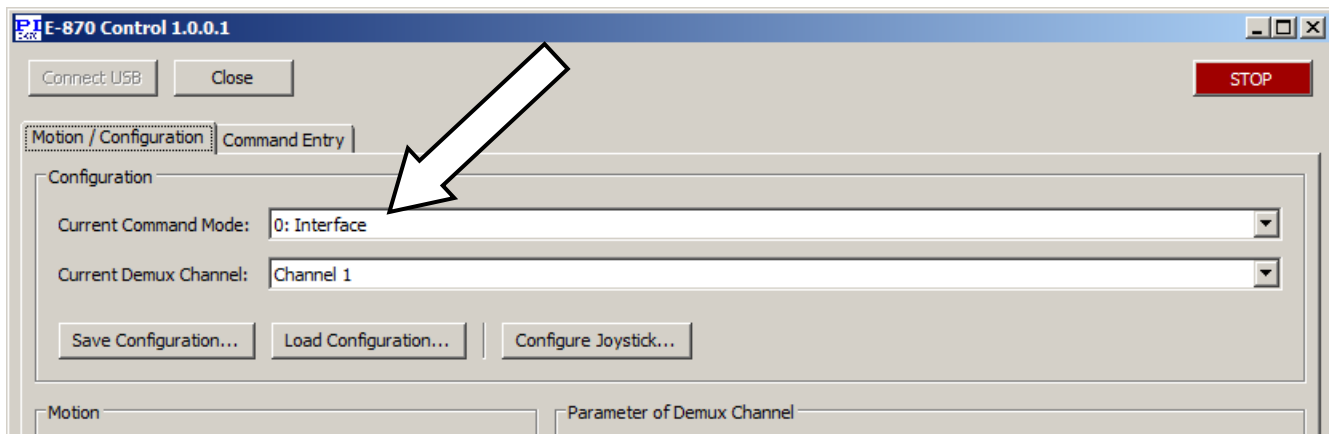 PI E-870 Control 1.0.0.1
Connect USB Close STOP
Motion / Configuration Command Entry
Configuration
Current Command Mode: 0: Interface
Current Demux Channel: Channel 1
Save Configuration... Load Configuration... Configure Joystick...
Motion Parameter of Demux Channel